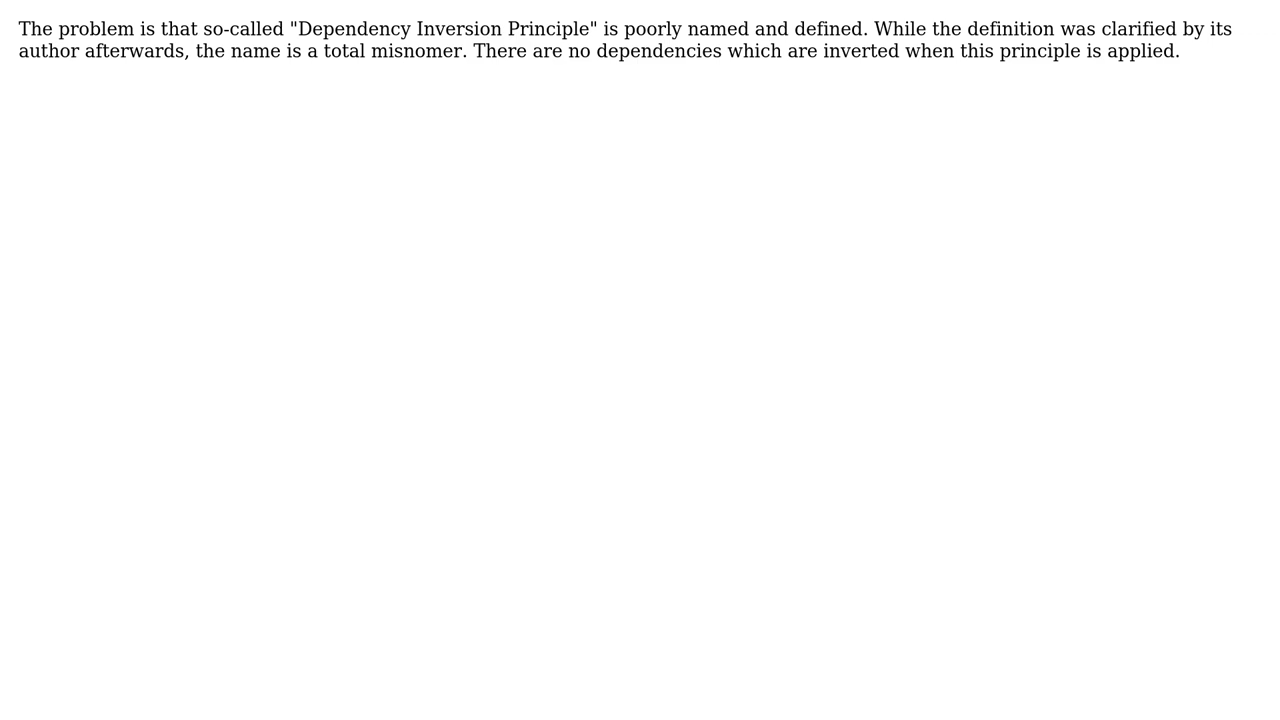 The problem is that so-called "Dependency Inversion Principle" is poorly named and defined. While the definition was clarified by its
author afterwards, the name is a total misnomer. There are no dependencies which are inverted when this principle is applied.